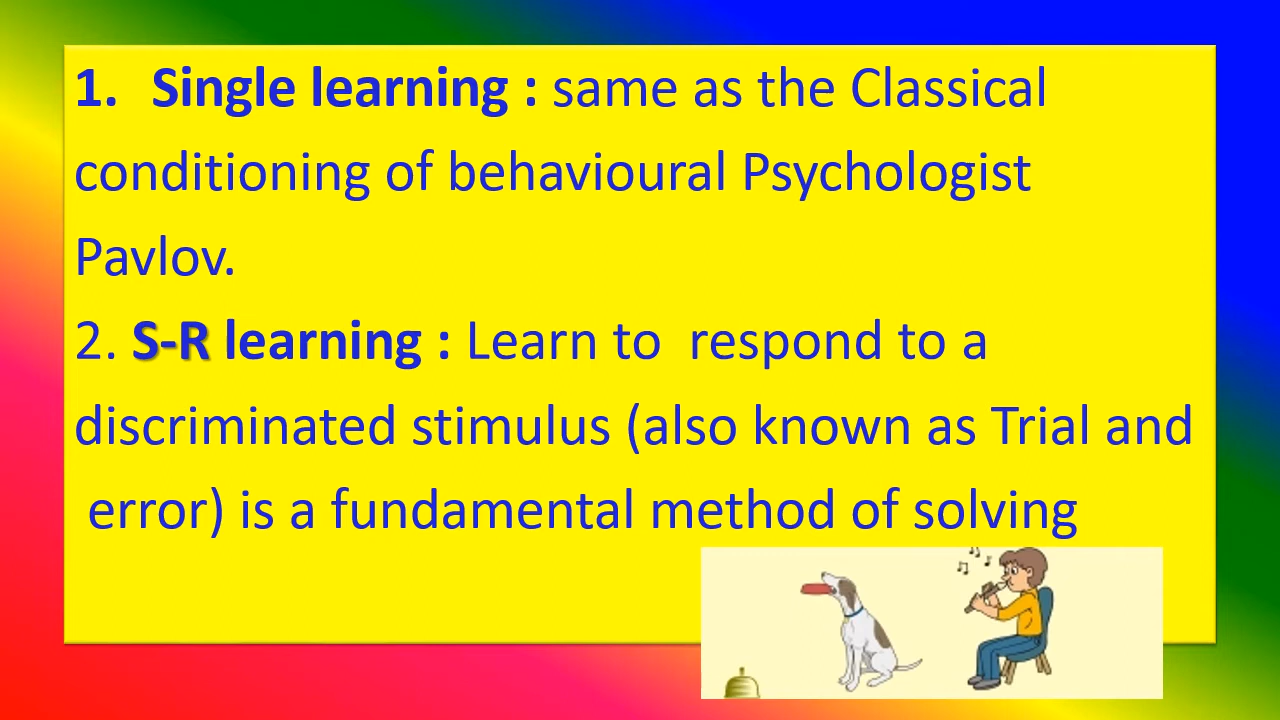 1. Single learning : same as the Classical
conditioning of behavioural Psychologist
Pavlov.
2. S-R learning : Learn to respond to a
discriminated stimulus (also known as Trial and
error) is a fundamental method of solving